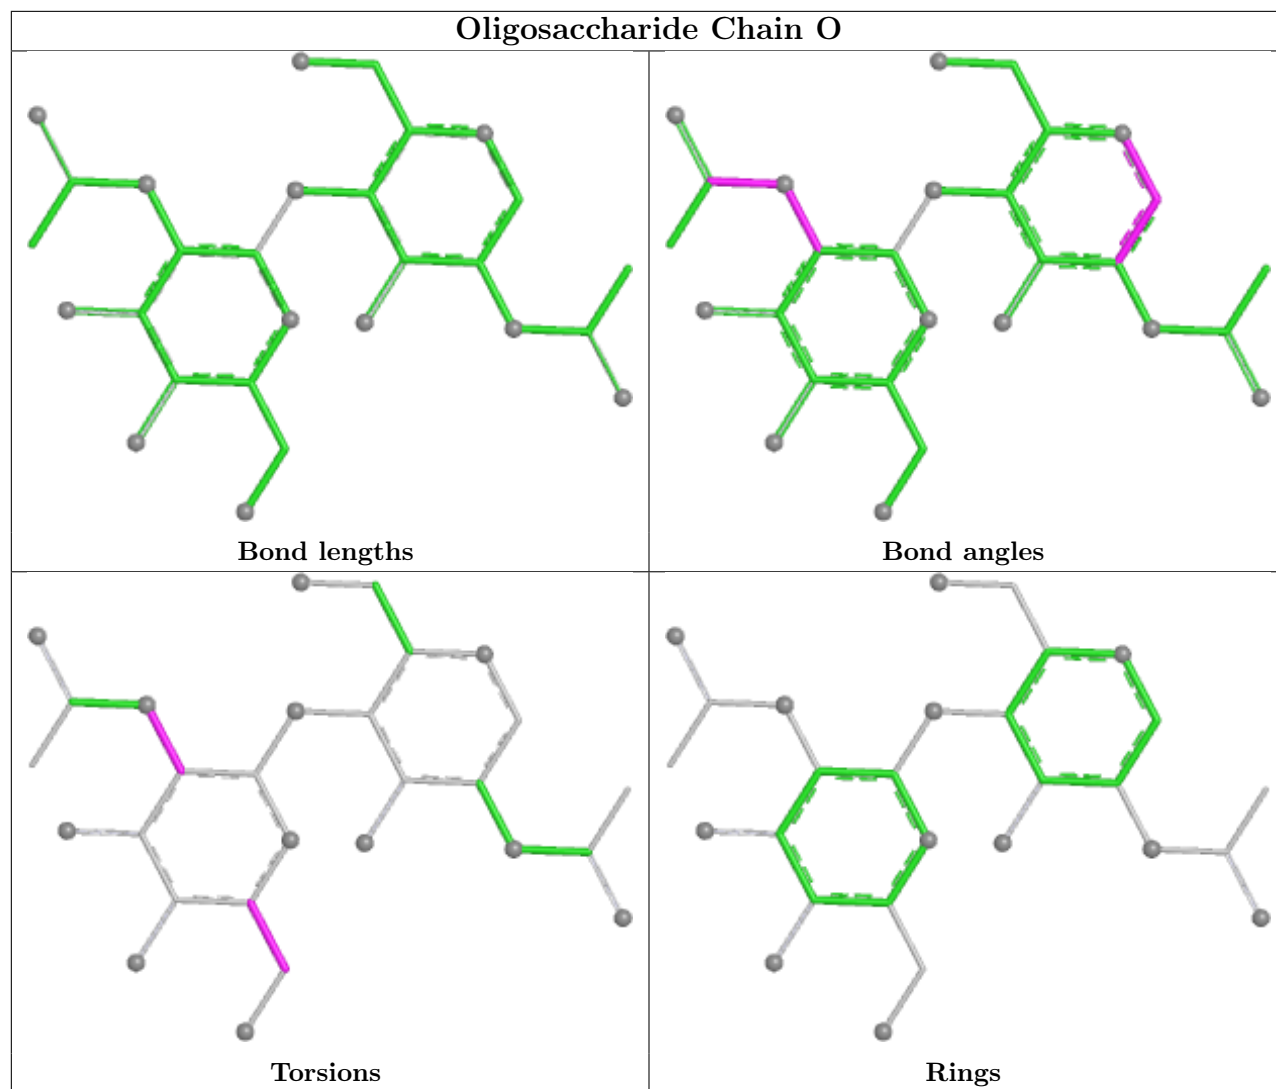 Oligosaccharide Chain O
Bond lengths
Bond angles
Torsions
Rings